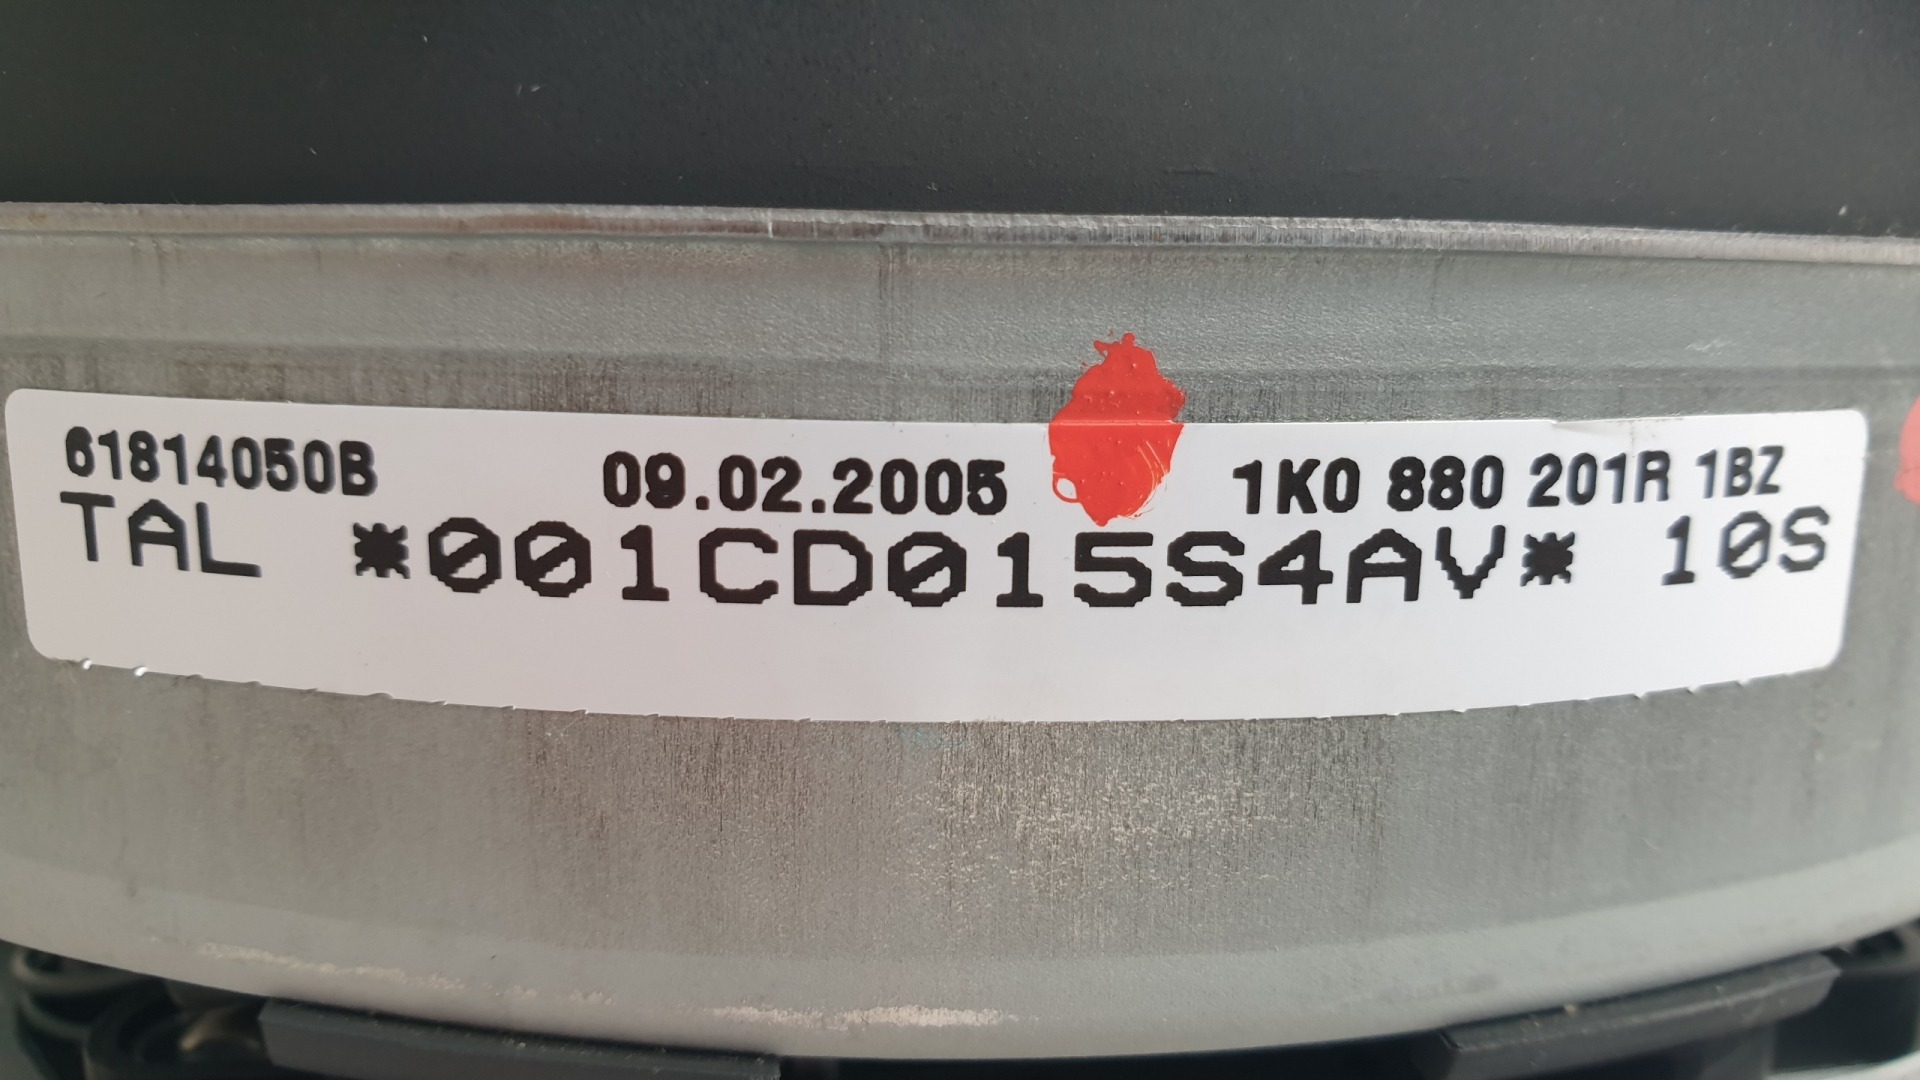 61814050B 09.02.2005 1K0 880 201R 1BZ
TAL *001CD015S4AV* 10S